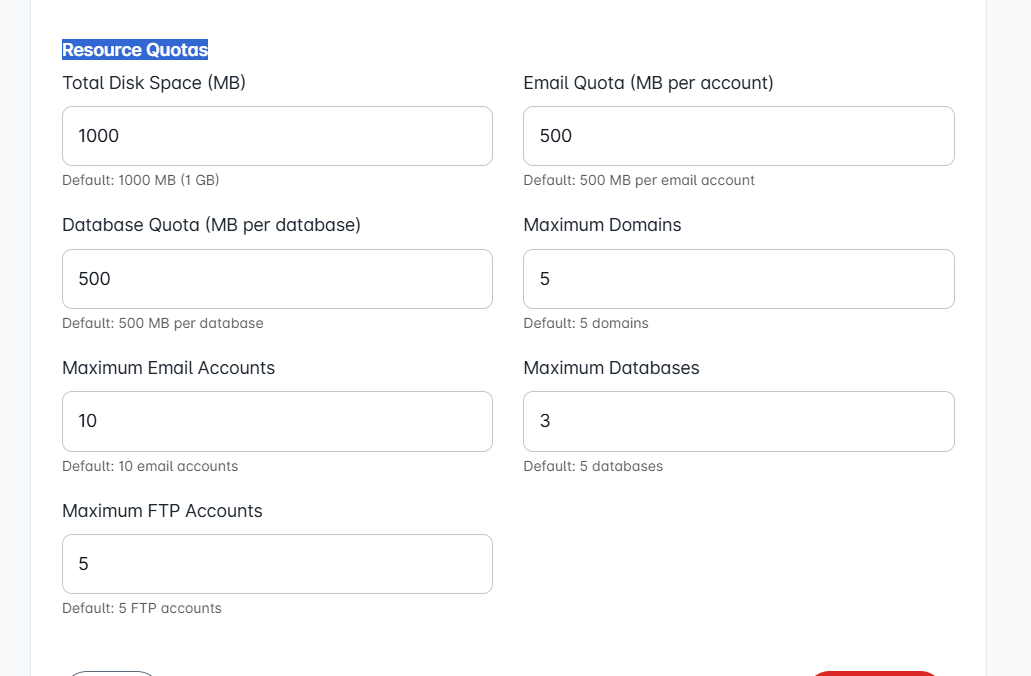 Resource Quotas
Total Disk Space (MB)
1000
Default: 1000 MB (1 GB)
Email Quota (MB per account)
500
Default: 500 MB per email account
Database Quota (MB per database)
500
Default: 500 MB per database
Maximum Domains
5
Default: 5 domains
Maximum Email Accounts
10
Default: 10 email accounts
Maximum Databases
3
Default: 5 databases
Maximum FTP Accounts
5
Default: 5 FTP accounts